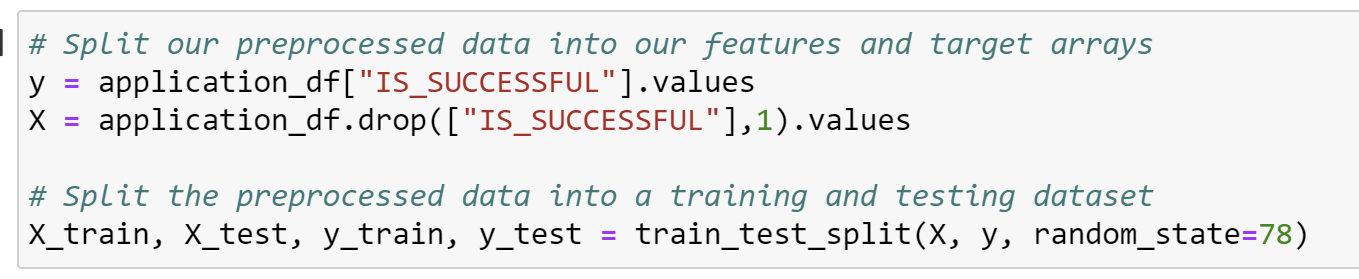 # Split our preprocessed data into our features and target arrays
y = application_df["IS_SUCCESSFUL"].values
X = application_df.drop(["IS_SUCCESSFUL"],1).values
# Split the preprocessed data into a training and testing dataset
X_train, X_test, y_train, y_test = train_test_split(X, y, random_state=78)